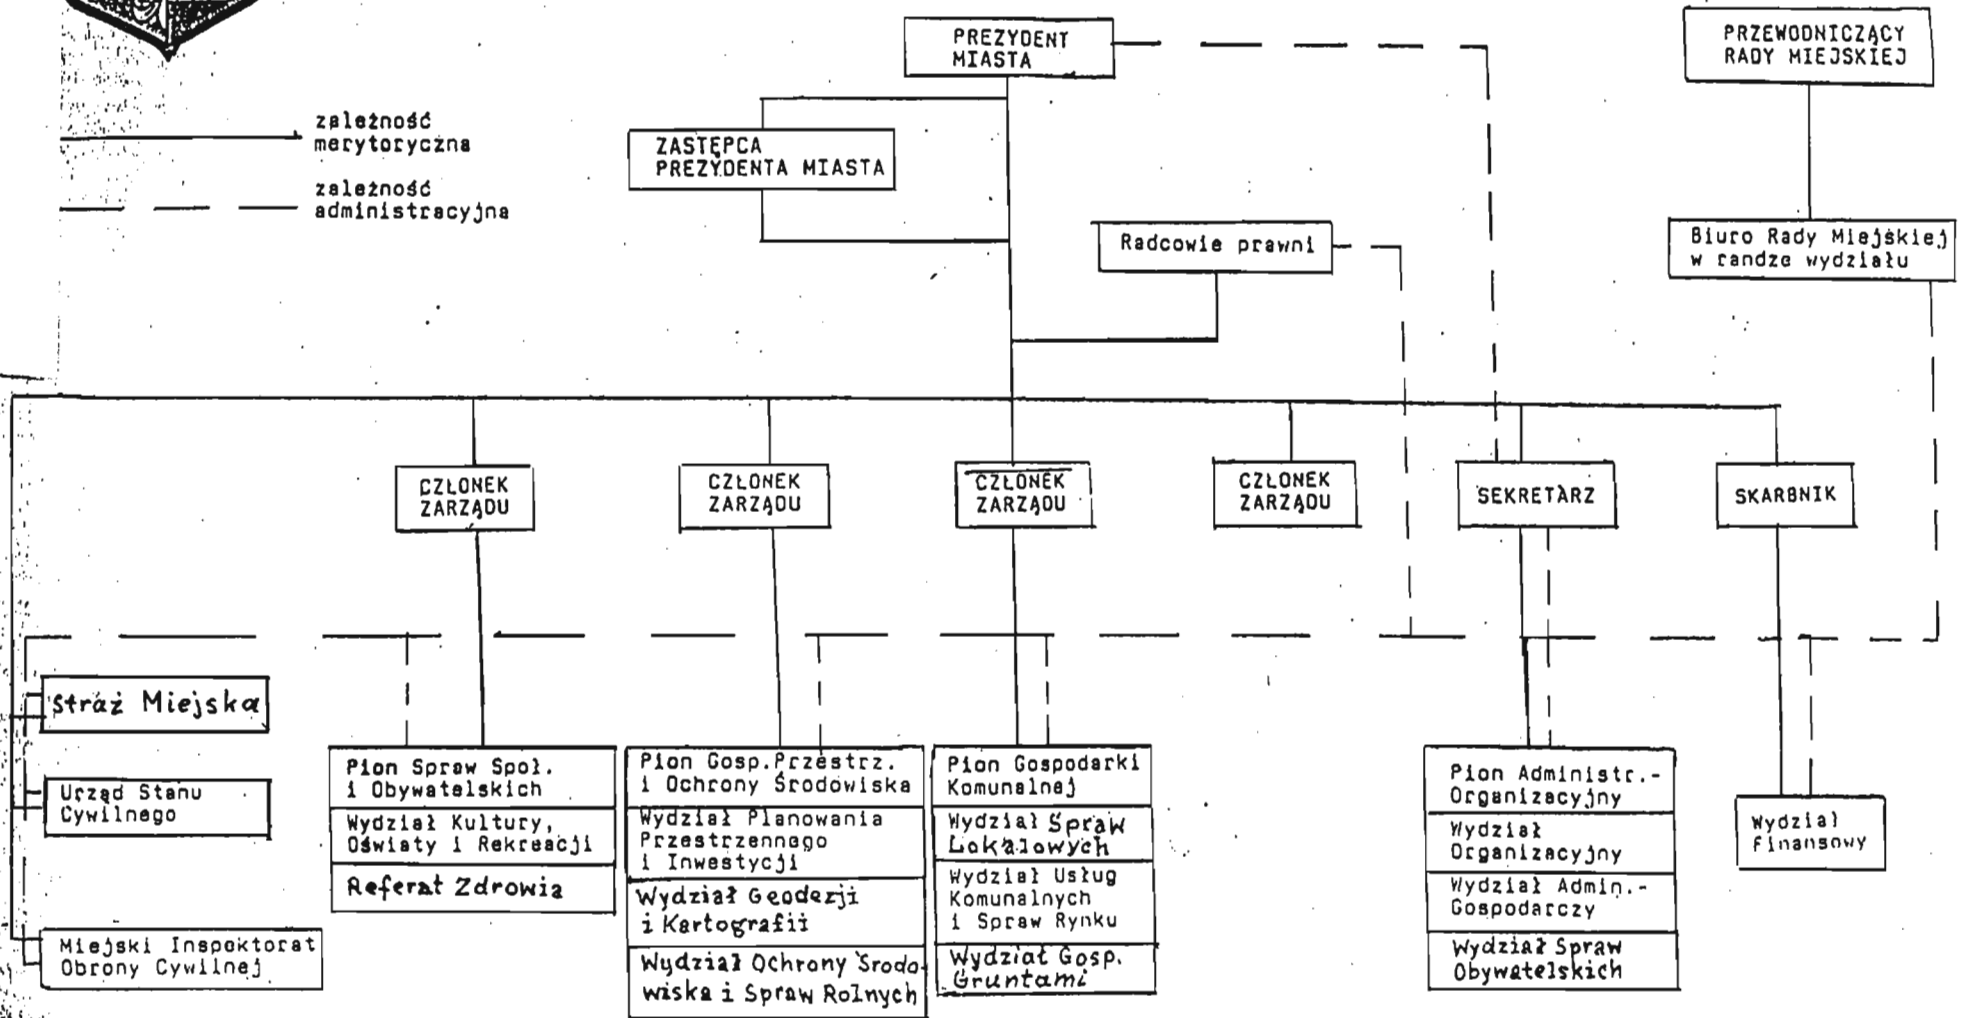 PREZYDENT
MIASTA
PRZEWODNICZĄCY
RADY MIEJSKIEJ
zależność
merytoryczna
zależność
administracyjna
ZASTĘPCA
PREZYDENTA MIASTA
Radcowie prawni
Biuro Rady Miejskiej
w randze wydziału
CZŁONEK
ZARZĄDU
CZŁONEK
ZARZĄDU
CZŁONEK
ZARZĄDU
CZŁONEK
ZARZĄDU
SEKRETARZ
SKARBNIK
Straż Miejska
Urząd Stanu
Cywilnego
Miejski Inspektorat
Obrony Cywilnej
Pion Spraw Społ.
i Obywatelskich
Wydział Kultury,
Oświaty i Rekreacji
Referat Zdrowia
Pion Gosp.Przestrz.
i Ochrony Środowiska
Wydział Planowania
Przestrzennego
i Inwestycji
Wydział Geodezji
i Kartografii
Wydział Ochrony Środo-
wiska i Spraw Rolnych
Pion Gospodarki
Komunalnej
Wydział Spraw
Lokalowych
Wydział Usług
Komunalnych
i Spraw Rynku
Wydział Gosp.
Gruntami
Pion Administr.-
Organizacyjny
Wydział
Organizacyjny
Wydział Admin.-
Gospodarczy
Wydział Spraw
Obywatelskich
Wydział
Finansowy